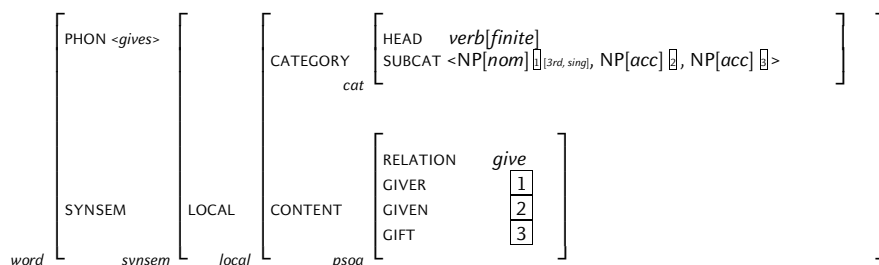 PHON <gives>
HEAD verb[finite]
CATEGORY SUBCAT <NP[nom] 1 [3rd, sing], NP[acc] 2 , NP[acc] 3 >
cat
RELATION give
GIVER 1
SYNSEM LOCAL CONTENT GIVEN 2
GIFT 3
word synsem local psoa